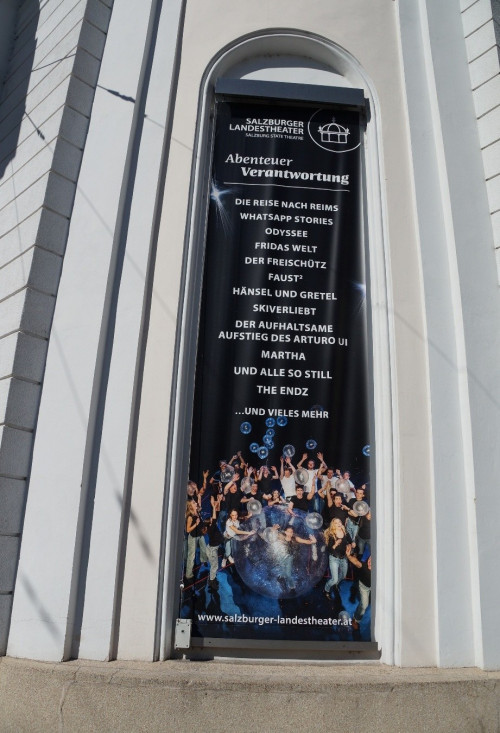 SALZBURGER
LANDESTHEATER
SALZBURG STATE THEATRE
Abenteuer
Verantwortung
DIE REISE NACH REIMS
WHATSAPP STORIES
ODYSSEE
FRIDAS WELT
DER FREISCHÜTZ
FAUST²
HÄNSEL UND GRETEL
SKIVERLIEBT
DER AUFHALTSAME
AUFSTIEG DES ARTURO UI
MARTHA
UND ALLE SO STILL
THE ENDZ
...UND VIELES MEHR
www.salzburger-landestheater.at